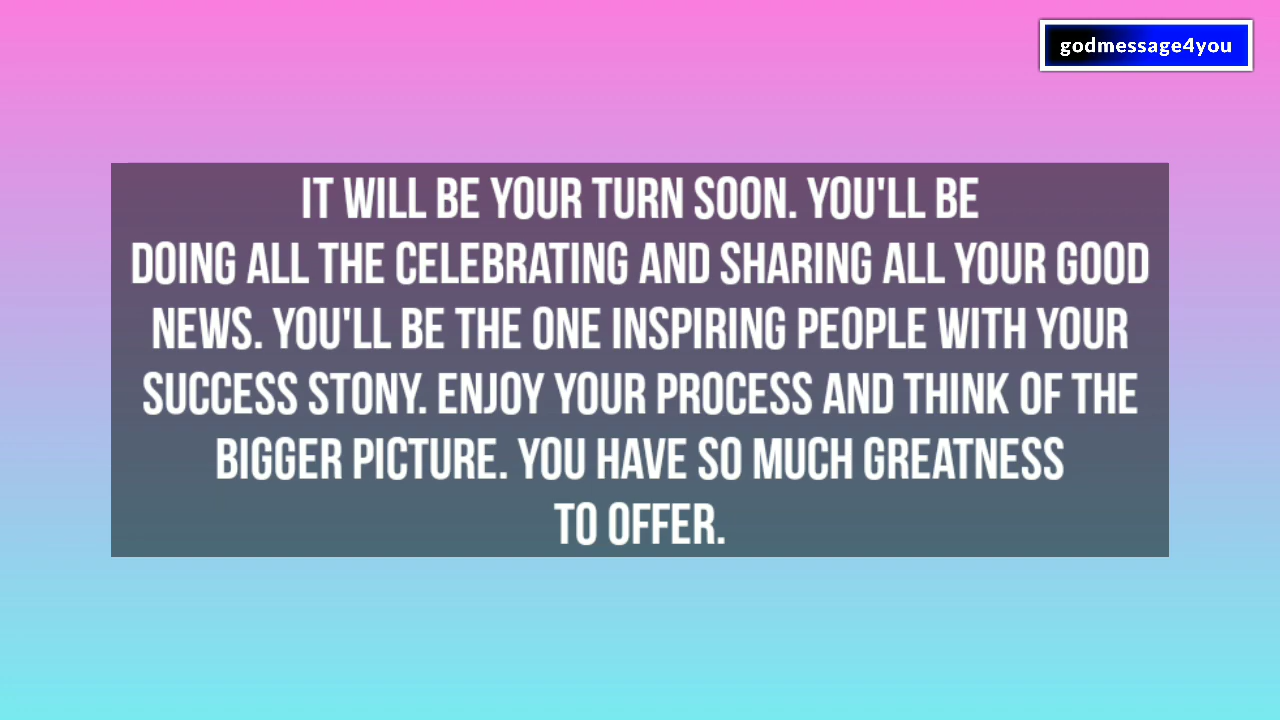 godmessage4you
IT WILL BE YOUR TURN SOON. YOU'LL BE
DOING ALL THE CELEBRATING AND SHARING ALL YOUR GOOD
NEWS. YOU'LL BE THE ONE INSPIRING PEOPLE WITH YOUR
SUCCESS STONY. ENJOY YOUR PROCESS AND THINK OF THE
BIGGER PICTURE. YOU HAVE SO MUCH GREATNESS
TO OFFER.